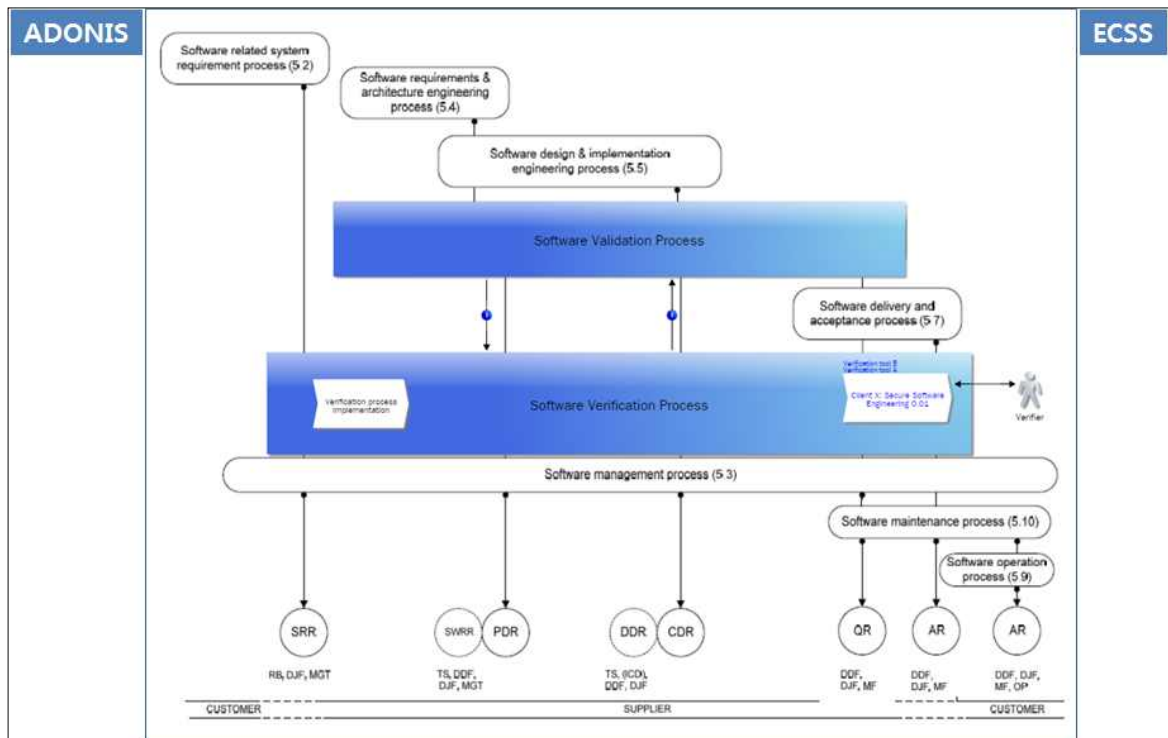 ADONIS
ECSS
Software related system
requirement process (5.2)
Software requirements &
architecture engineering
process (5.4)
Software design & implementation
engineering process (5.5)
Software Validation Process
Software delivery and
acceptance process (5.7)
Verification tool B
Verification tool A
Verification process
implementation
Software Verification Process
Client X: Secure Software
Engineering 0.01
Verifier
Software management process (5.3)
Software maintenance process (5.10)
Software operation
process (5.9)
SRR
SWRR
PDR
DDR
CDR
QR
AR
AR
RB, DJF, MGT
TS, DDF,
DJF, MGT
TS, (ICD),
DDF, DJF
DDF,
DJF, MF
DDF,
DJF, MF
DDF, DJF,
MF, OP
CUSTOMER
SUPPLIER
CUSTOMER